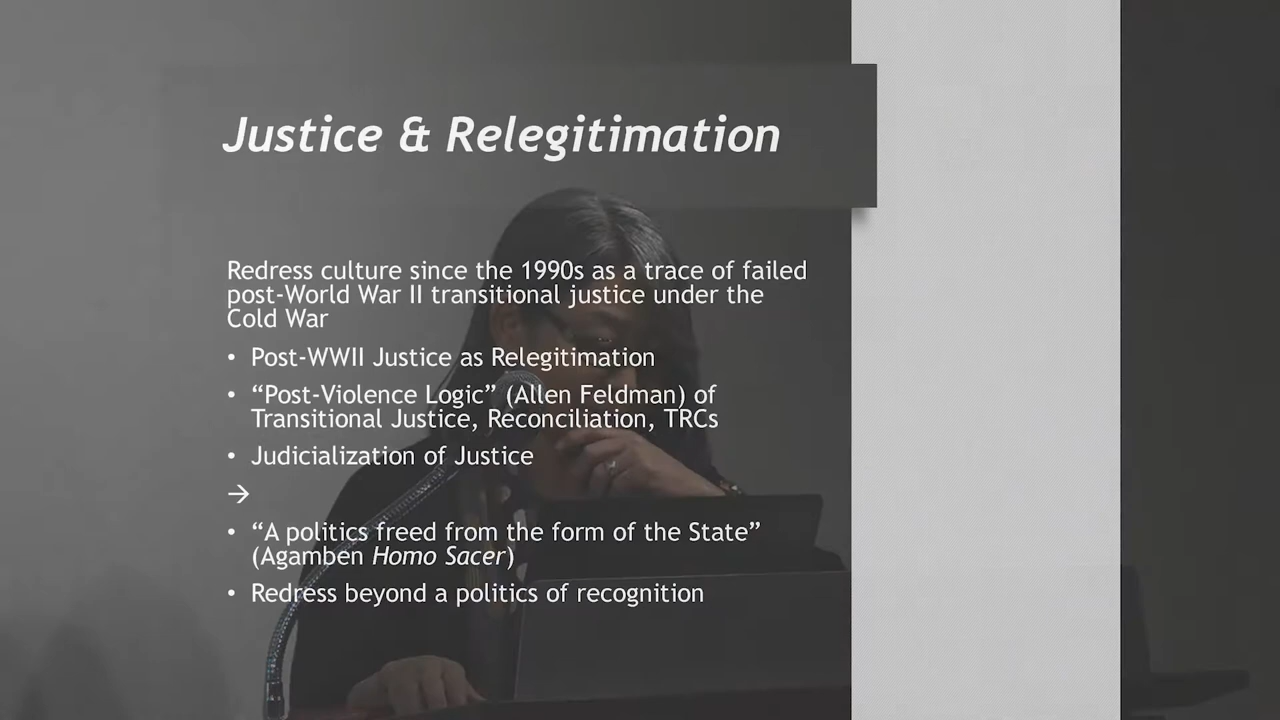 Justice & Relegitimation
Redress culture since the 1990s as a trace of failed
post-World War II transitional justice under the
Cold War
• Post-WWII Justice as Relegitimation
• “Post-Violence Logic” (Allen Feldman) of
Transitional Justice, Reconciliation, TRCs
• Judicialization of Justice
→
• “A politics freed from the form of the State”
(Agamben Homo Sacer)
• Redress beyond a politics of recognition